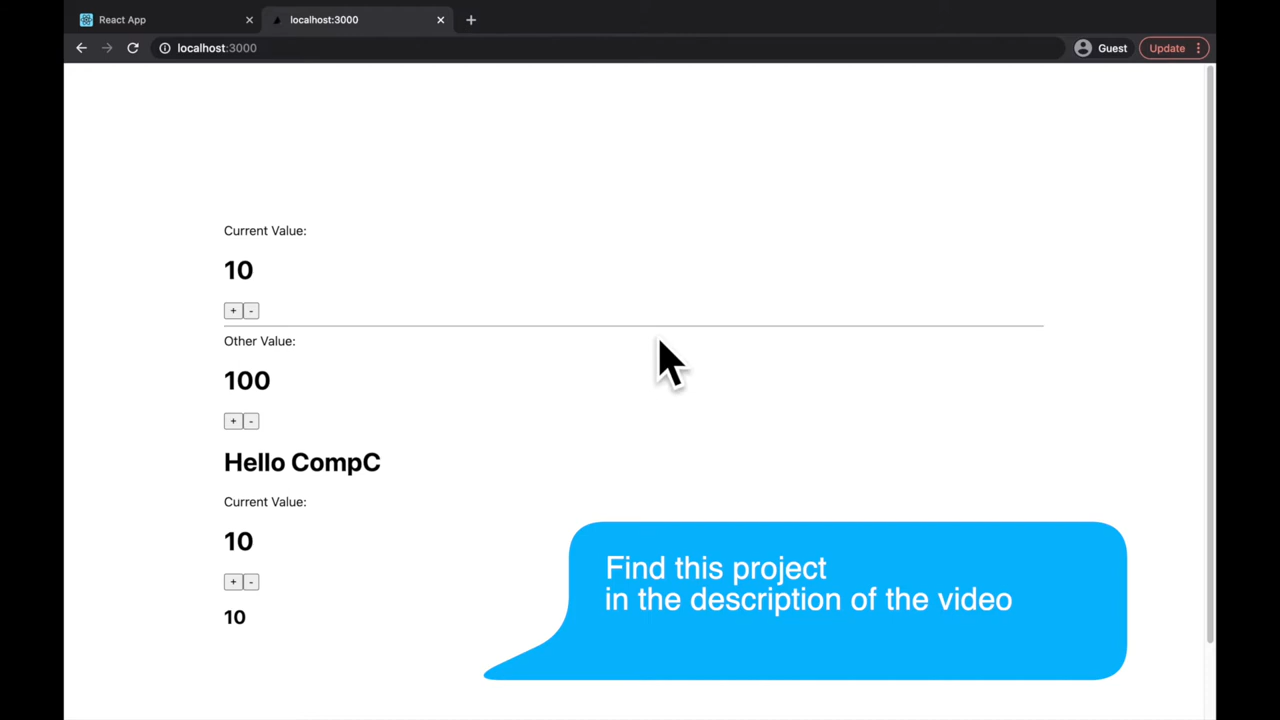 React App
localhost:3000
localhost:3000
Guest
Update
Current Value:
10
+ -
Other Value:
100
+ -
Hello CompC
Current Value:
10
+ -
10
Find this project
in the description of the video